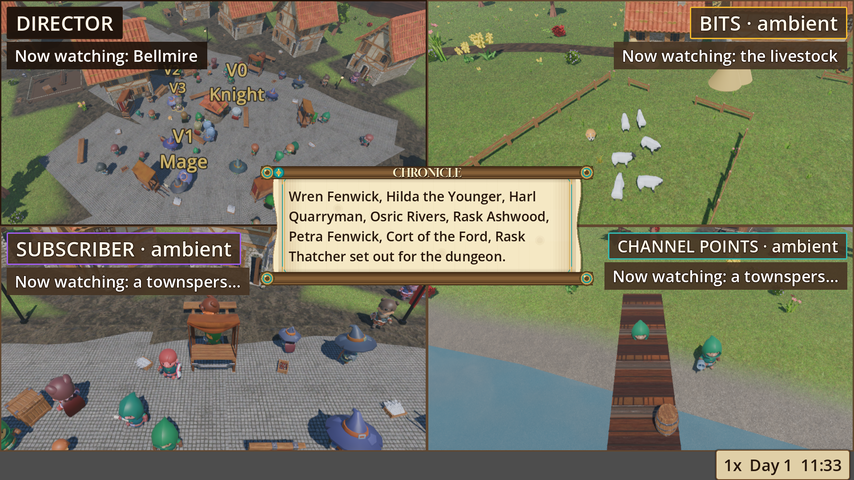 DIRECTOR
Now watching: Bellmire
BITS · ambient
Now watching: the livestock
V2
V3
V0
Knight
V1
Mage
CHRONICLE
Wren Fenwick, Hilda the Younger, Harl
Quarryman, Osric Rivers, Rask Ashwood,
Petra Fenwick, Cort of the Ford, Rask
Thatcher set out for the dungeon.
SUBSCRIBER · ambient
Now watching: a townspers...
CHANNEL POINTS · ambient
Now watching: a townspers...
1x Day 1 11:33